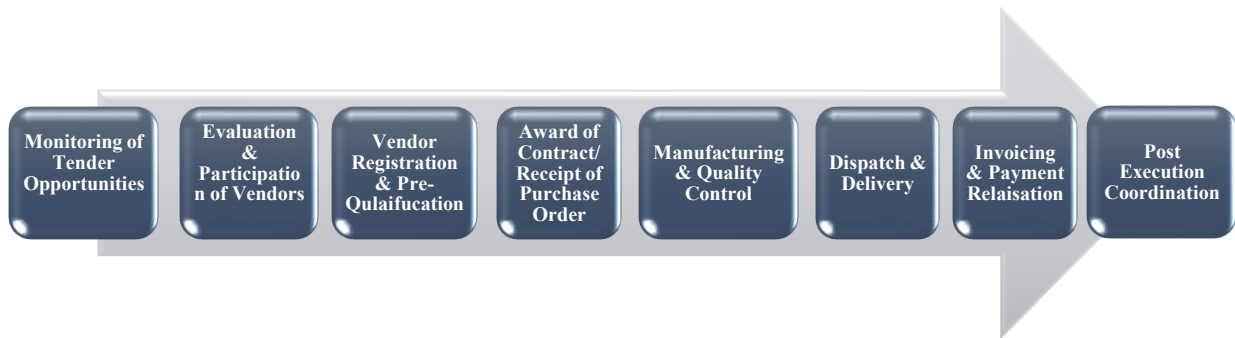 Monitoring of
Tender
Opportunities
Evaluation
&
Participatio
n of Vendors
Vendor
Registration
& Pre-
Qulaifucation
Award of
Contract/
Receipt of
Purchase
Order
Manufacturing
& Quality
Control
Dispatch &
Delivery
Invoicing
& Payment
Relaisation
Post
Execution
Coordination